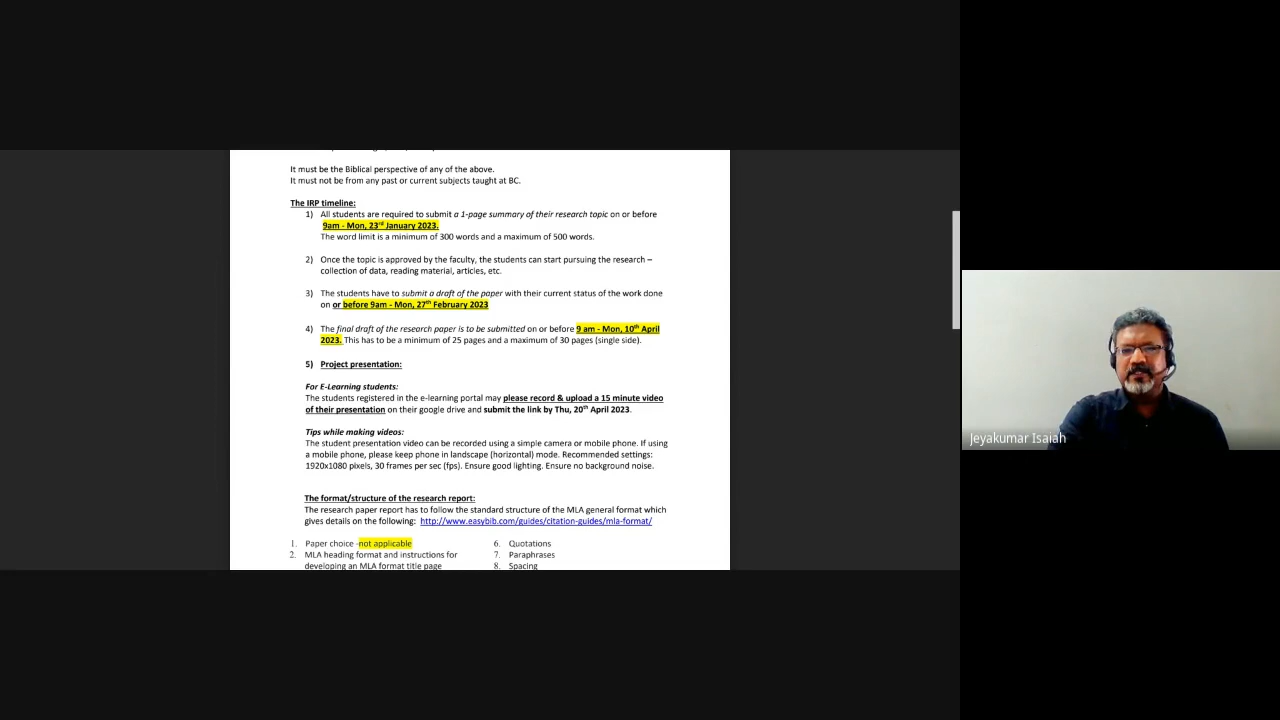 It must be the Biblical perspective of any of the above.
It must not be from any past or current subjects taught at BC.
The IRP timeline:
1) All students are required to submit a 1-page summary of their research topic on or before
9am - Mon, 23rd January 2023.
The word limit is a minimum of 300 words and a maximum of 500 words.
2) Once the topic is approved by the faculty, the students can start pursuing the research –
collection of data, reading material, articles, etc.
3) The students have to submit a draft of the paper with their current status of the work done
on or before 9am - Mon, 27th February 2023
4) The final draft of the research paper is to be submitted on or before 9 am - Mon, 10th April
2023. This has to be a minimum of 25 pages and a maximum of 30 pages (single side).
5) Project presentation:
For E-Learning students:
The students registered in the e-learning portal may please record & upload a 15 minute video
of their presentation on their google drive and submit the link by Thu, 20th April 2023.
Tips while making videos:
The student presentation video can be recorded using a simple camera or mobile phone. If using
a mobile phone, please keep phone in landscape (horizontal) mode. Recommended settings:
1920x1080 pixels, 30 frames per sec (fps). Ensure good lighting. Ensure no background noise.
The format/structure of the research report:
The research paper report has to follow the standard structure of the MLA general format which
gives details on the following: http://www.easybib.com/guides/citation-guides/mla-format/
1. Paper choice -not applicable
2. MLA heading format and instructions for
developing an MLA format title page
6. Quotations
7. Paraphrases
8. Spacing
Jeyakumar Isaiah